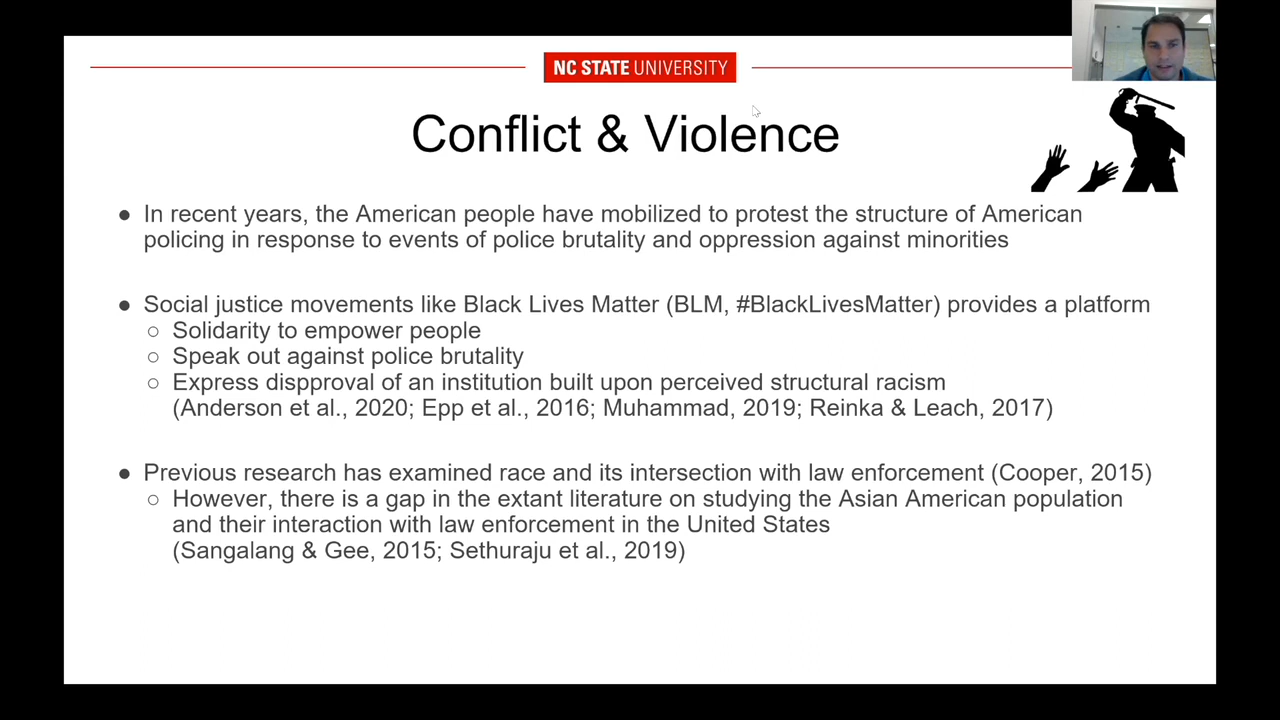 NC STATE UNIVERSITY
Conflict & Violence
● In recent years, the American people have mobilized to protest the structure of American
policing in response to events of police brutality and oppression against minorities
● Social justice movements like Black Lives Matter (BLM, #BlackLivesMatter) provides a platform
○ Solidarity to empower people
○ Speak out against police brutality
○ Express dispproval of an institution built upon perceived structural racism
(Anderson et al., 2020; Epp et al., 2016; Muhammad, 2019; Reinka & Leach, 2017)
● Previous research has examined race and its intersection with law enforcement (Cooper, 2015)
○ However, there is a gap in the extant literature on studying the Asian American population
and their interaction with law enforcement in the United States
(Sangalang & Gee, 2015; Sethuraju et al., 2019)